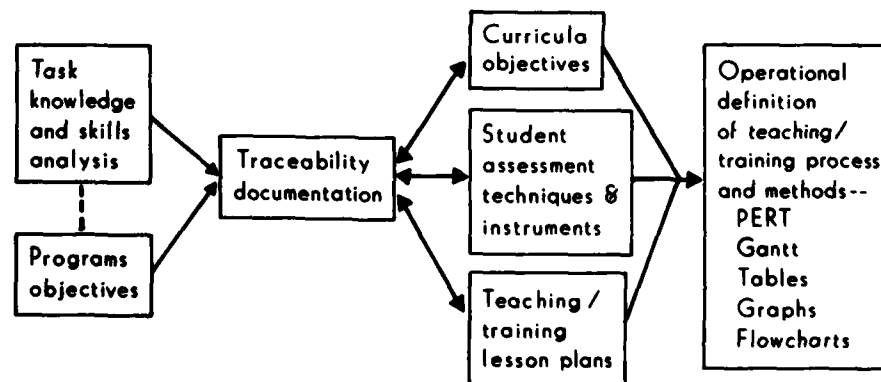 Task
knowledge
and skills
analysis
Programs
objectives
Traceability
documentation
Curricula
objectives
Student
assessment
techniques &
instruments
Teaching /
training
lesson plans
Operational
definition
of teaching/
training process
and methods--
PERT
Gantt
Tables
Graphs
Flowcharts